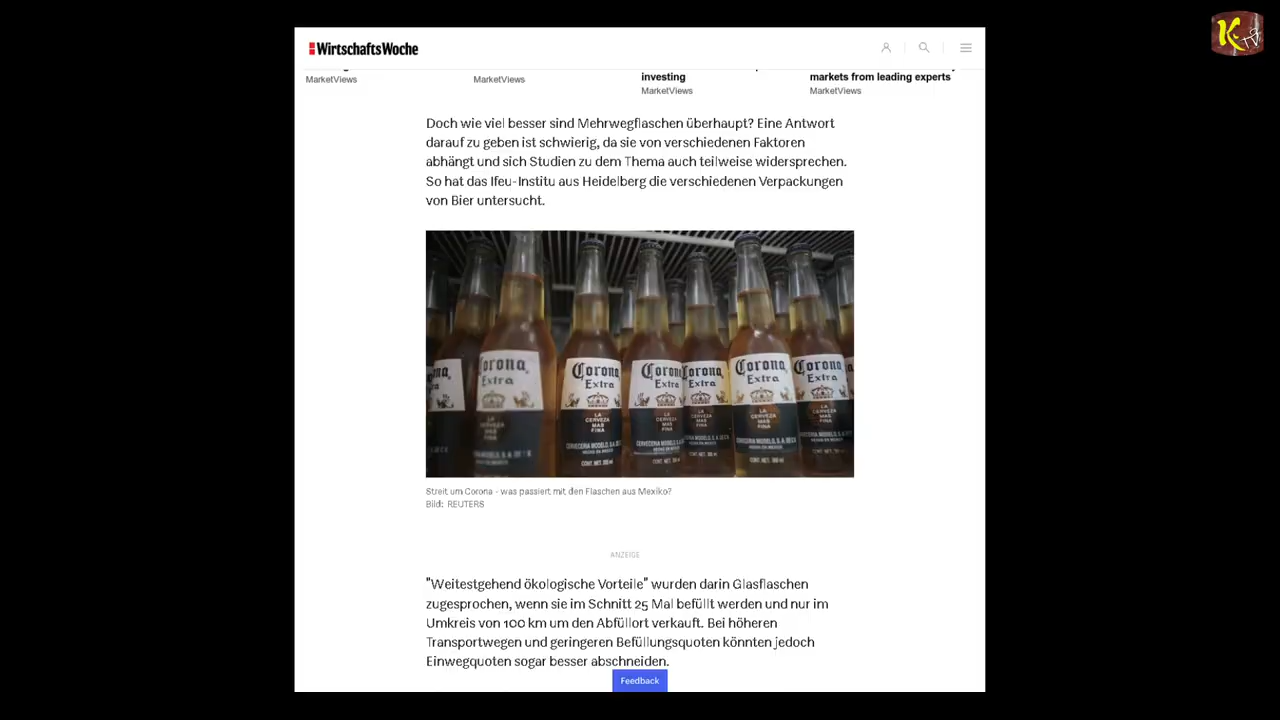 WirtschaftsWoche
K TV
investing
markets from leading experts
MarketViews
MarketViews
MarketViews
MarketViews
Doch wie viel besser sind Mehrwegflaschen überhaupt? Eine Antwort
darauf zu geben ist schwierig, da sie von verschiedenen Faktoren
abhängt und sich Studien zu dem Thema auch teilweise widersprechen.
So hat das Ifeu-Institu aus Heidelberg die verschiedenen Verpackungen
von Bier untersucht.
Corona
Extra
LA
CERVEZA
MAS
FINA
Streit um Corona - was passiert mit den Flaschen aus Mexiko?
Bild: REUTERS
ANZEIGE
"Weitestgehend ökologische Vorteile" wurden darin Glasflaschen
zugesprochen, wenn sie im Schnitt 25 Mal befüllt werden und nur im
Umkreis von 100 km um den Abfüllort verkauft. Bei höheren
Transportwegen und geringeren Befüllungsquoten könnten jedoch
Einwegquoten sogar besser abschneiden.
Feedback